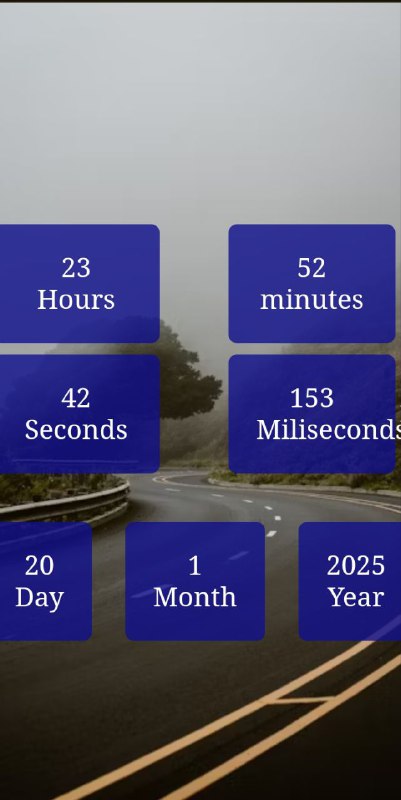 23
Hours
52
minutes
42
Seconds
153
Miliseconds
20
Day
1
Month
2025
Year